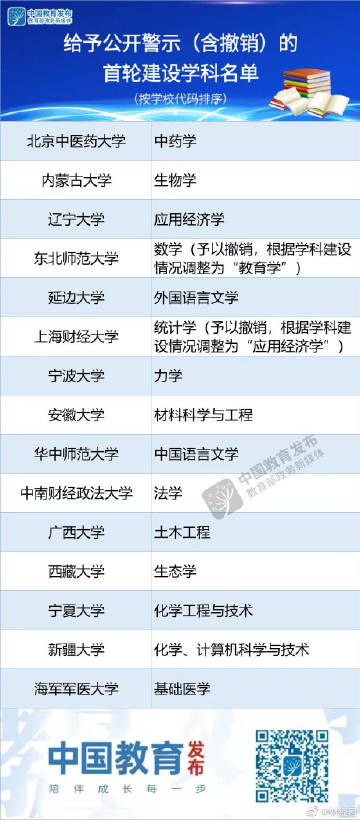 中国教育发布
教育部政务新媒体
给予公开警示（含撤销）的
首轮建设学科名单
（按学校代码排序）
北京中医药大学 中药学
内蒙古大学 生物学
辽宁大学 应用经济学
东北师范大学 数学（予以撤销，根据学科建设
情况调整为“教育学”）
延边大学 外国语言文学
上海财经大学 统计学（予以撤销，根据学科建
设情况调整为“应用经济学”）
宁波大学 力学
安徽大学 材料科学与工程
华中师范大学 中国语言文学
中南财经政法大学 法学
广西大学 土木工程
西藏大学 生态学
宁夏大学 化学工程与技术
新疆大学 化学、计算机科学与技术
海军军医大学 基础医学
中国教育发布
教育部政务新媒体
中国教育发布
陪伴成长每一步